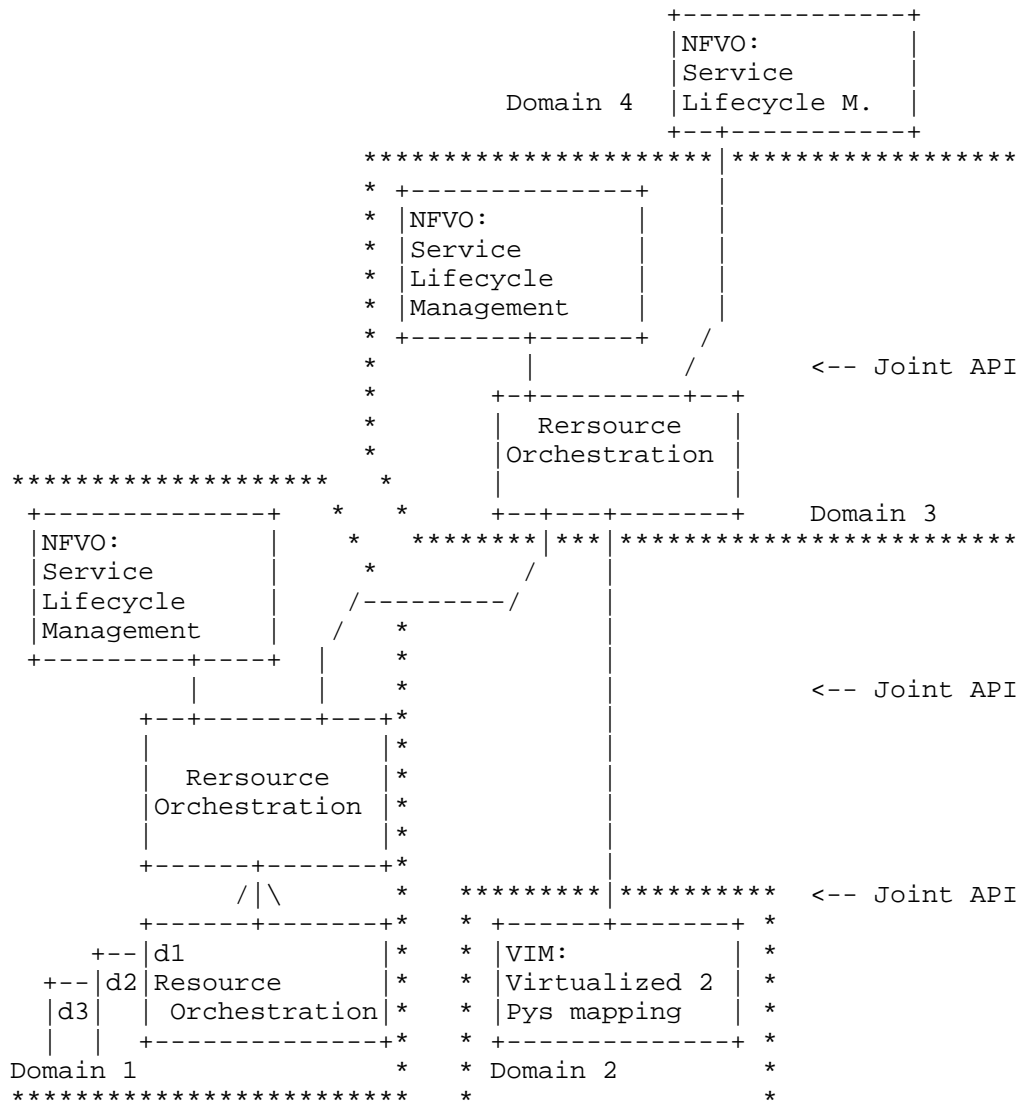 NFVO:
Service
Domain 4 Lifecycle M.
NFVO:
Service
Lifecycle
Management
<-- Joint API
Rersource
Orchestration
Domain 3
NFVO:
Service
Lifecycle
Management
<-- Joint API
Rersource
Orchestration
<-- Joint API
d1 VIM:
d2 Resource Virtualized 2
d3 Orchestration Pys mapping
Domain 1 Domain 2